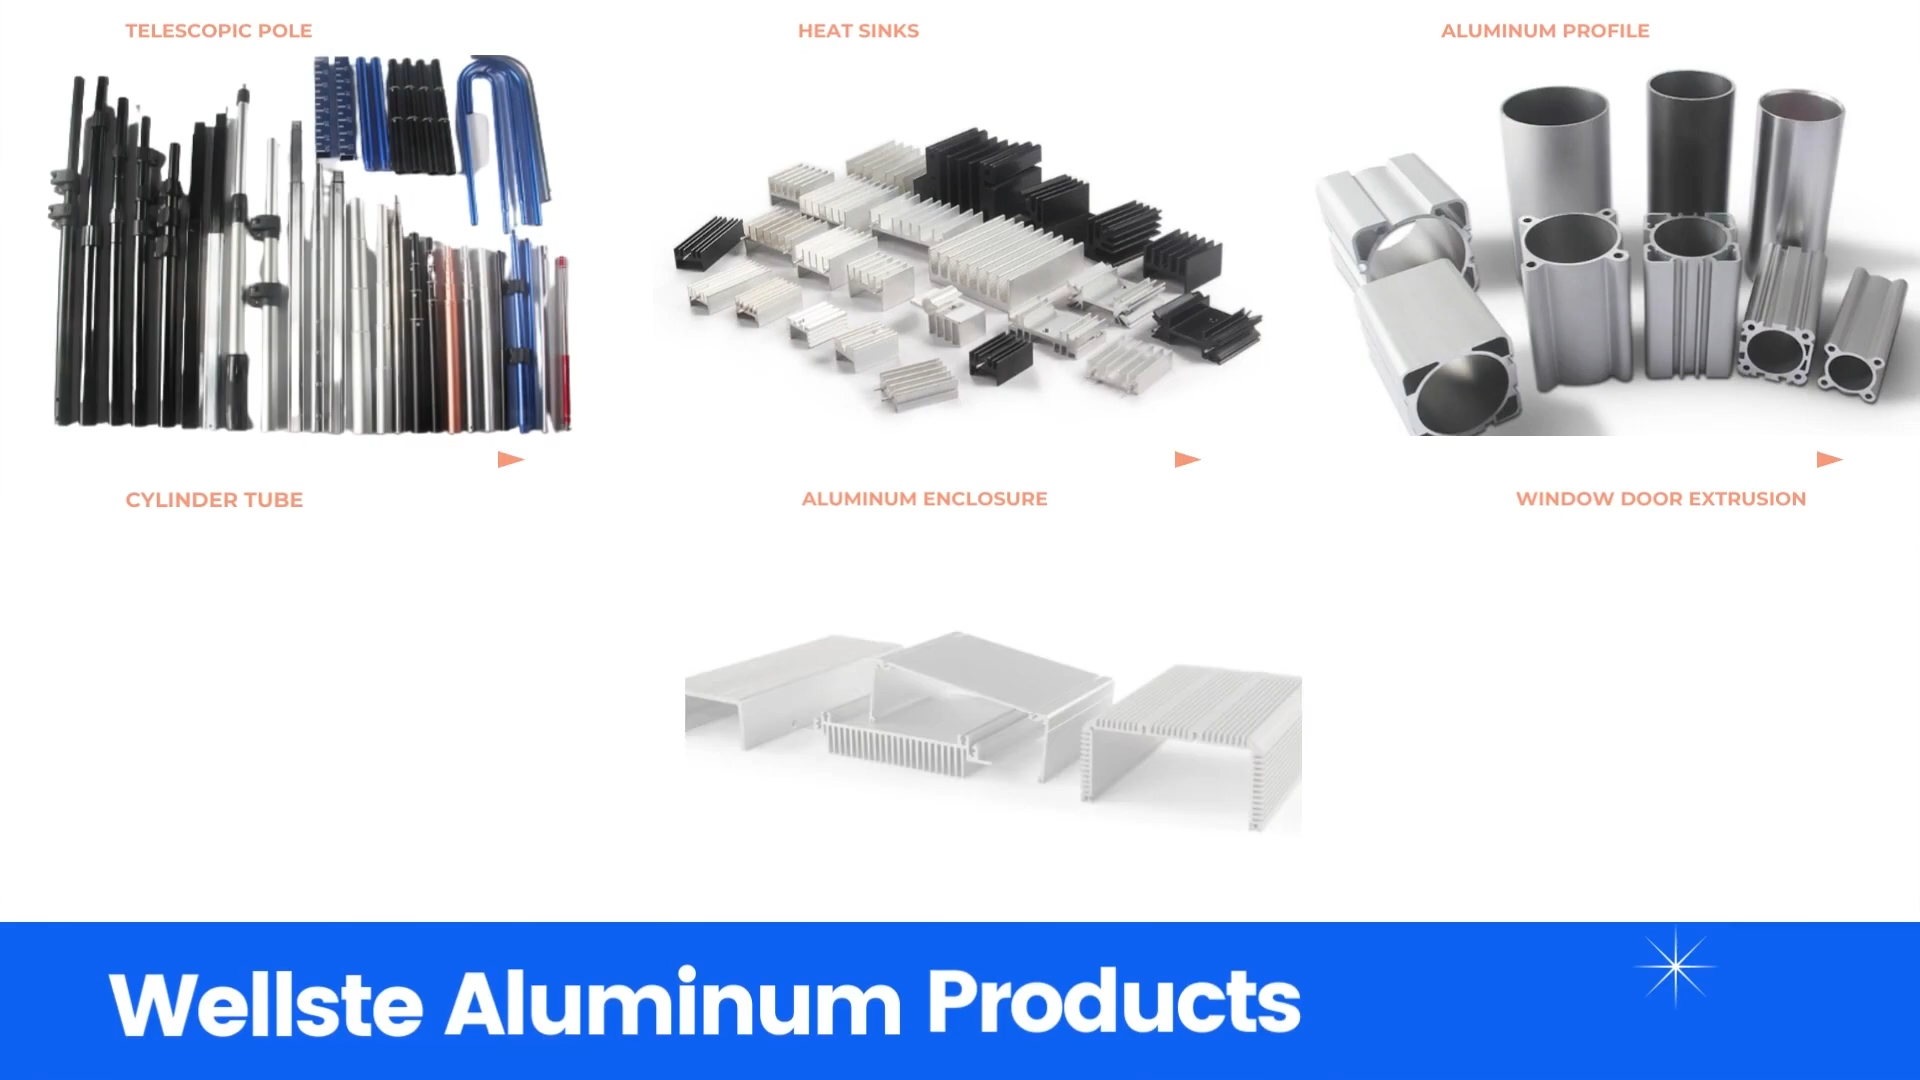 TELESCOPIC POLE
HEAT SINKS
ALUMINUM PROFILE
CYLINDER TUBE
ALUMINUM ENCLOSURE
WINDOW DOOR EXTRUSION
Wellste Aluminum Products